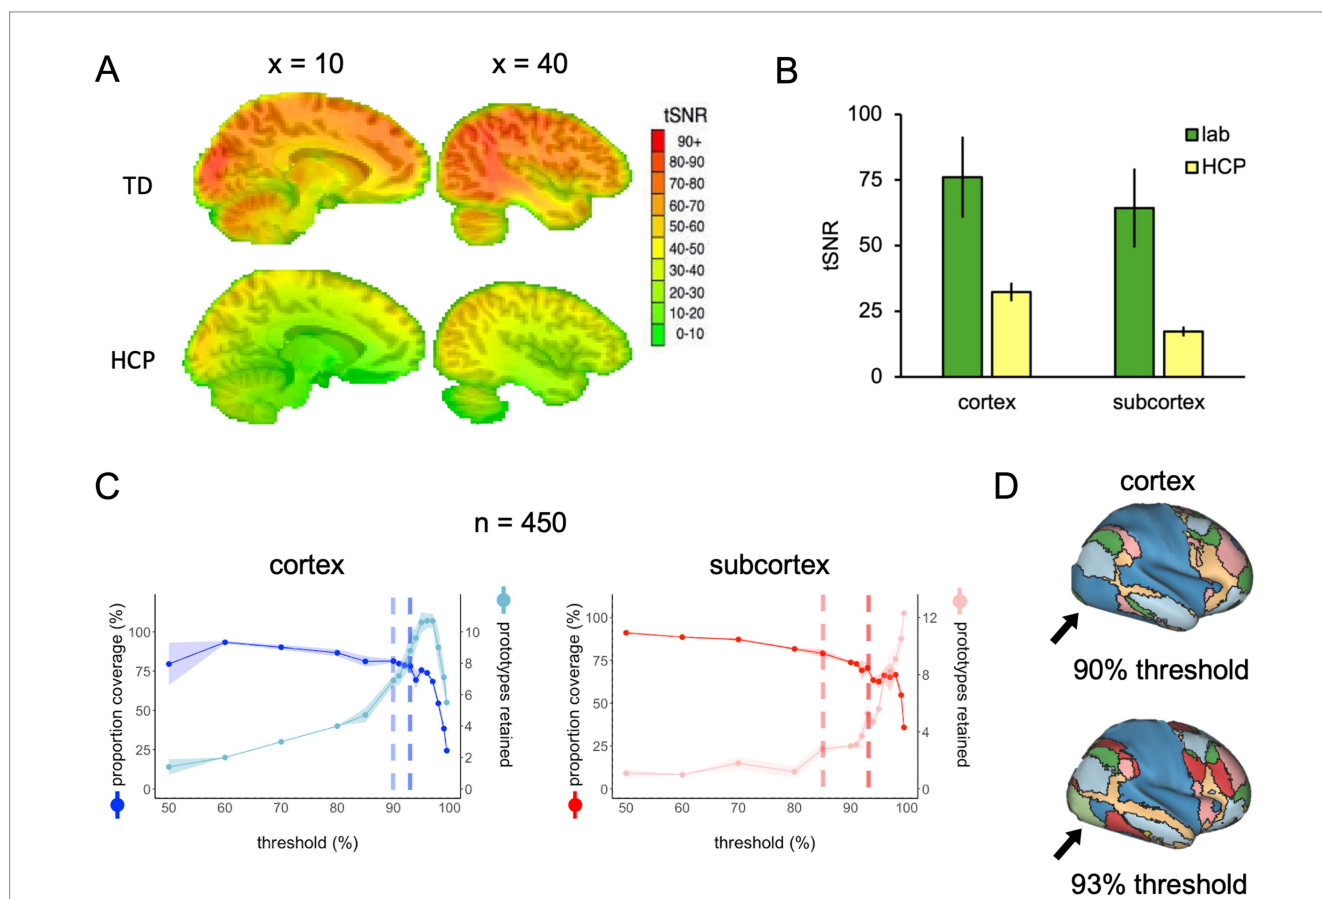 A
x = 10
x = 40
TD
HCP
tSNR
90+
80-90
70-80
60-70
50-60
40-50
30-40
20-30
10-20
0-10
B
tSNR
100
75
50
25
0
lab
HCP
cortex
subcortex
C
n = 450
cortex
proportion coverage (%)
100
75
50
25
0
10
8
6
4
2
0
prototypes retained
50 60 70 80 90 100
threshold (%)
subcortex
proportion coverage (%)
100
75
50
25
0
12
8
4
0
prototypes retained
50 60 70 80 90 100
threshold (%)
D
cortex
90% threshold
93% threshold